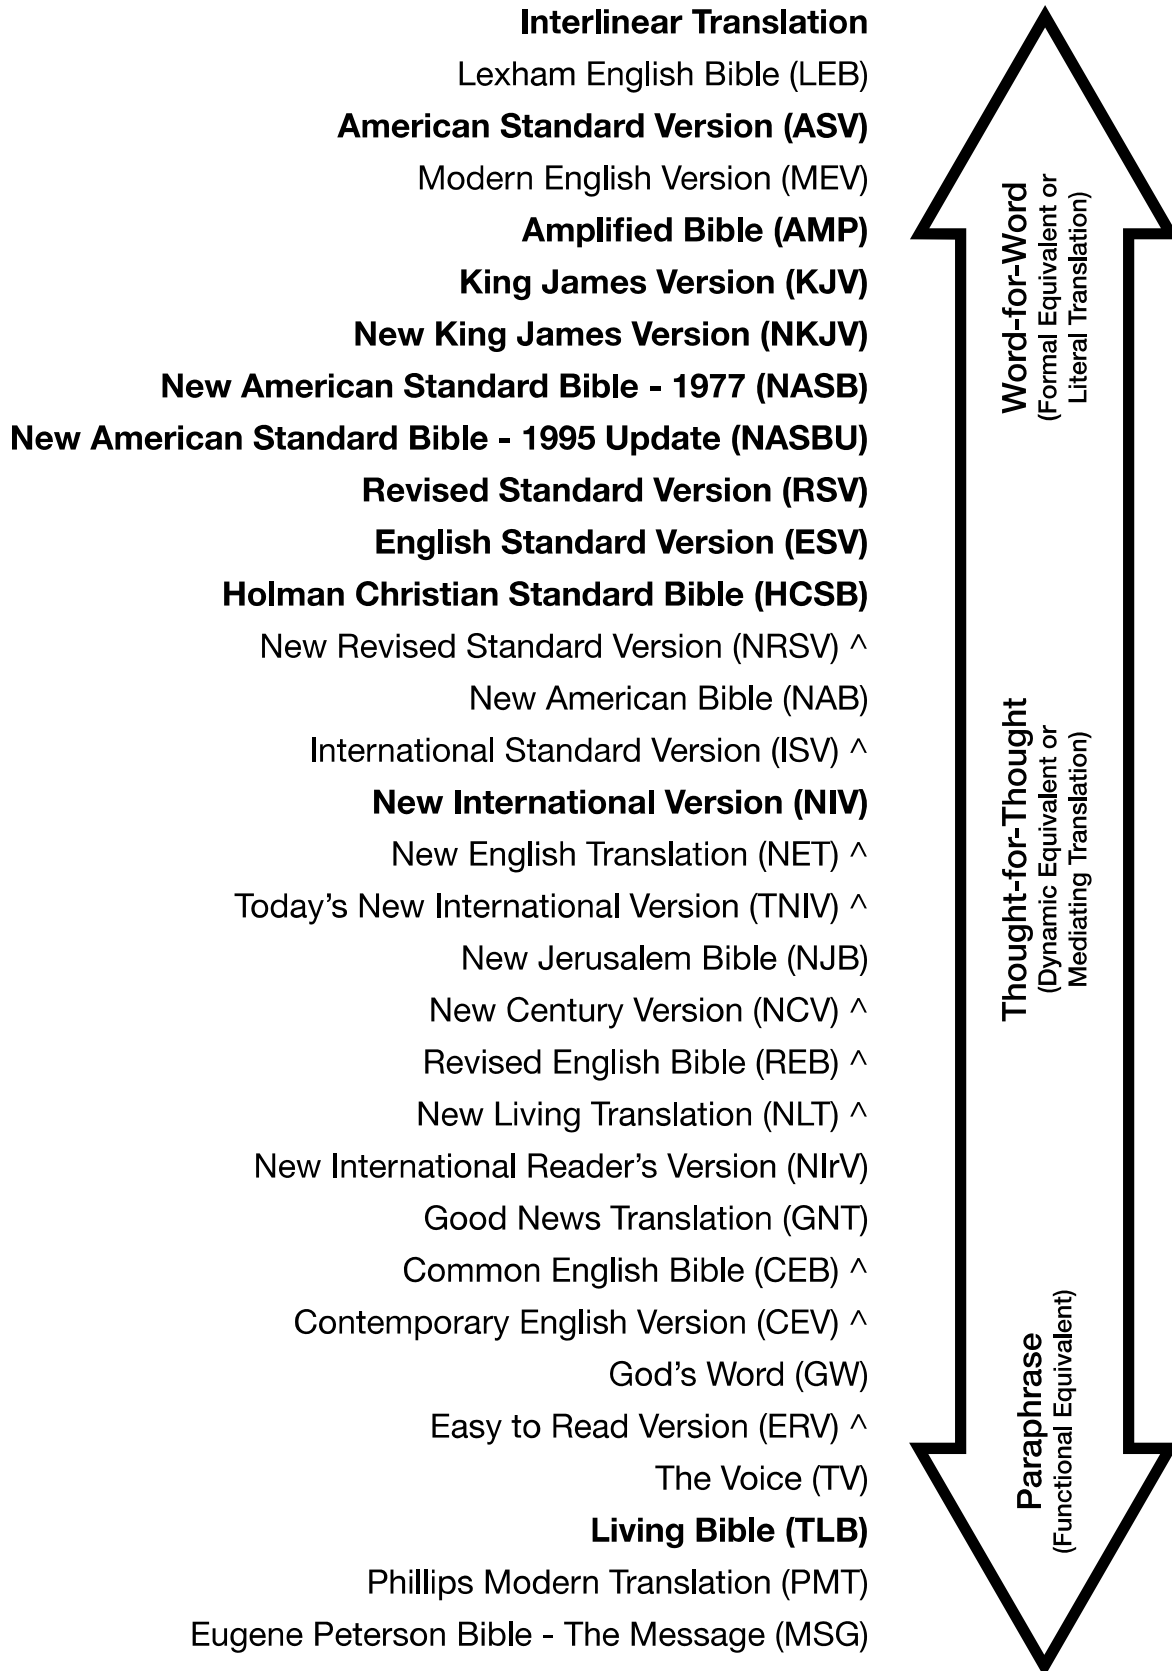 Interlinear Translation
Lexham English Bible (LEB)
American Standard Version (ASV)
Modern English Version (MEV)
Amplified Bible (AMP)
King James Version (KJV)
New King James Version (NKJV)
New American Standard Bible - 1977 (NASB)
New American Standard Bible - 1995 Update (NASBU)
Revised Standard Version (RSV)
English Standard Version (ESV)
Holman Christian Standard Bible (HCSB)
New Revised Standard Version (NRSV) ^
New American Bible (NAB)
International Standard Version (ISV) ^
New International Version (NIV)
New English Translation (NET) ^
Today's New International Version (TNIV) ^
New Jerusalem Bible (NJB)
New Century Version (NCV) ^
Revised English Bible (REB) ^
New Living Translation (NLT) ^
New International Reader's Version (NIrV)
Good News Translation (GNT)
Common English Bible (CEB) ^
Contemporary English Version (CEV) ^
God's Word (GW)
Easy to Read Version (ERV) ^
The Voice (TV)
Living Bible (TLB)
Phillips Modern Translation (PMT)
Eugene Peterson Bible - The Message (MSG)
Word-for-Word
(Formal Equivalent or
Literal Translation)
Thought-for-Thought
(Dynamic Equivalent or
Mediating Translation)
Paraphrase
(Functional Equivalent)